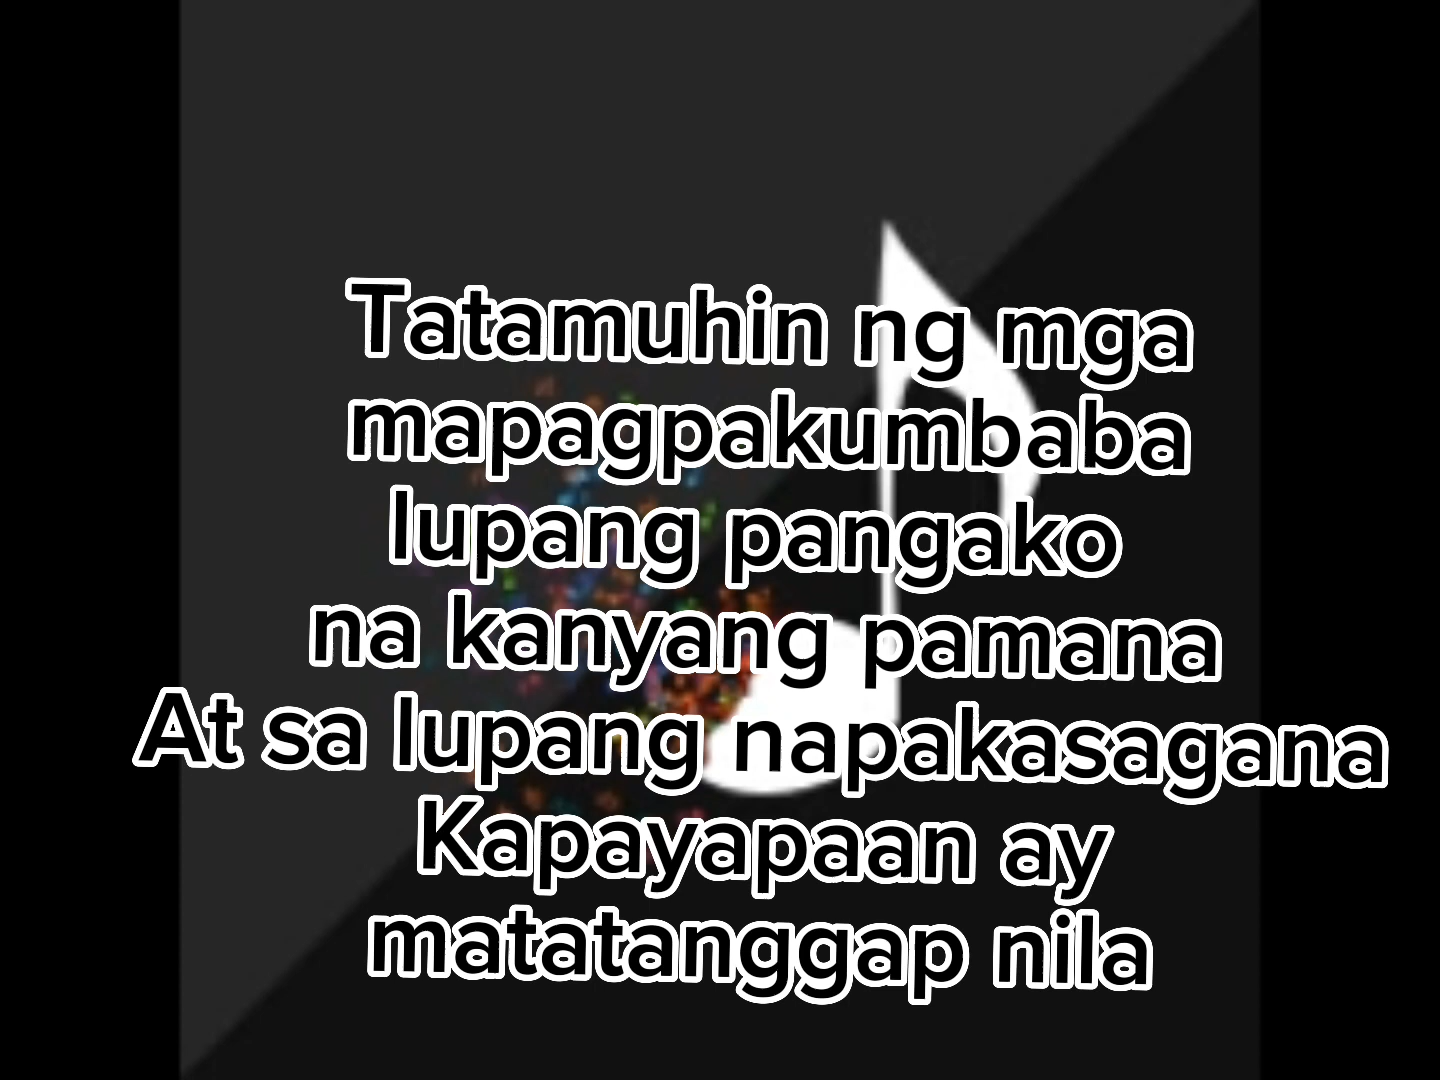 Tatamuhin ng mga
mapagpakumbaba
lupang pangako
na kanyang pamana
At sa lupang napakasagana
Kapayapaan ay
matatanggap nila